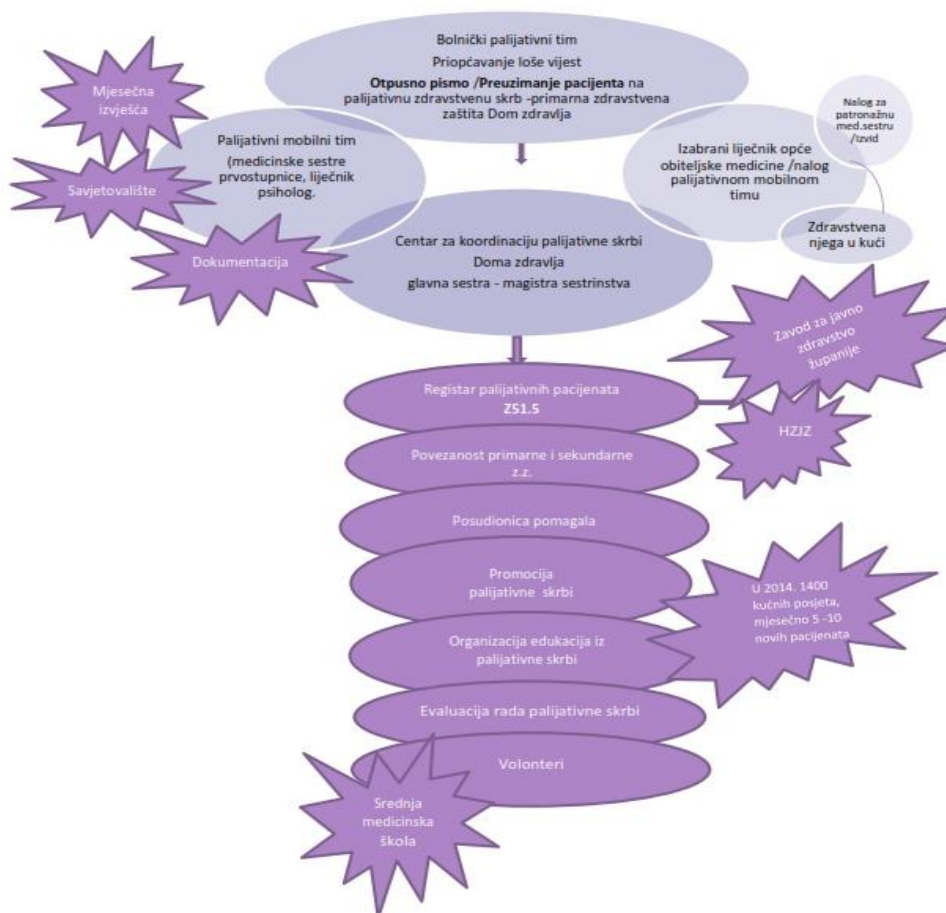 Bolnički palijativni tim
Priopćavanje loše vijest
Otpusno pismo /Preuzimanje pacijenta na
palijativnu zdravstvenu skrb -primarna zdravstvena
zaštita Dom zdravlja
Mjesečna
izvješća
Palijativni mobilni tim
(medicinske sestre
prvostupnice, liječnik
psiholog.
Savjetovalište
Dokumentacija
Izabrani liječnik opće
obiteljske medicine /nalog
palijativnom mobilnom
timu
Nalog za
patronažnu
med.sestru
/izvid
Zdravstvena
njega u kući
Centar za koordinaciju palijativne skrbi
Doma zdravlja
glavna sestra - magistra sestrinstva
Zavod za javno
zdravstvo
županije
Registar palijativnih pacijenata
Z51.5
HZJZ
Povezanost primarne i sekundarne
z.z.
Posudionica pomagala
Promocija
palijativne skrbi
U 2014. 1400
kućnih posjeta,
mjesečno 5 -10
novih pacijenata
Organizacija edukacija iz
palijativne skrbi
Evaluacija rada palijativne skrbi
Volonteri
Srednja
medicinska
škola